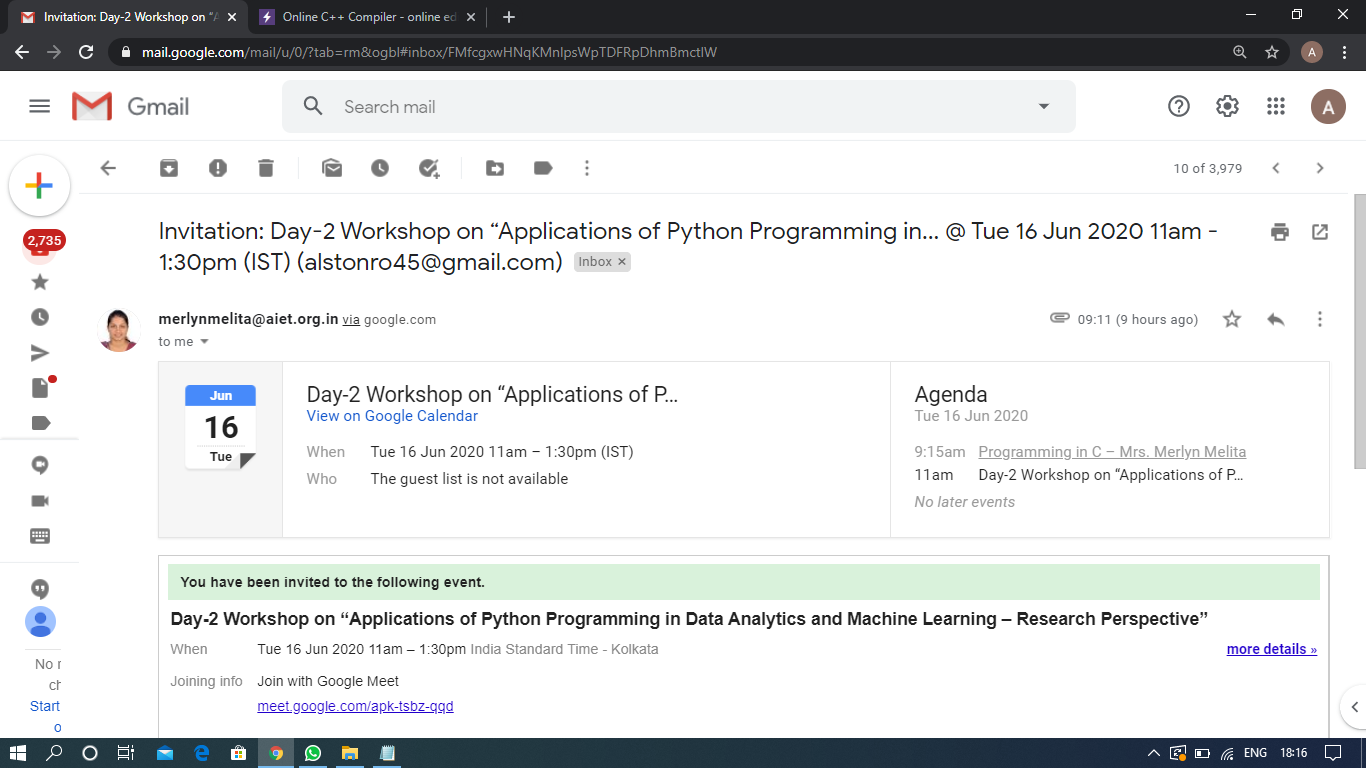 Invitation: Day-2 Workshop on “A
Online C++ Compiler - online ed
mail.google.com/mail/u/0/?tab=rm&ogbl#inbox/FMfcgxwHNqKMnlpsWpTDFRpDhmBmctlW
A
Gmail
Search mail
A
10 of 3,979
Invitation: Day-2 Workshop on “Applications of Python Programming in... @ Tue 16 Jun 2020 11am -
1:30pm (IST) (alstonro45@gmail.com) Inbox
2,735
merlynmelita@aiet.org.in via google.com
09:11 (9 hours ago)
to me
Jun
16
Tue
Day-2 Workshop on “Applications of P...
View on Google Calendar
When Tue 16 Jun 2020 11am – 1:30pm (IST)
Who The guest list is not available
Agenda
Tue 16 Jun 2020
9:15am Programming in C – Mrs. Merlyn Melita
11am Day-2 Workshop on “Applications of P...
No later events
You have been invited to the following event.
Day-2 Workshop on “Applications of Python Programming in Data Analytics and Machine Learning – Research Perspective”
When Tue 16 Jun 2020 11am – 1:30pm India Standard Time - Kolkata
more details »
Joining info Join with Google Meet
meet.google.com/apk-tsbz-qqd
No r
ch
Start
o
ENG 18:16